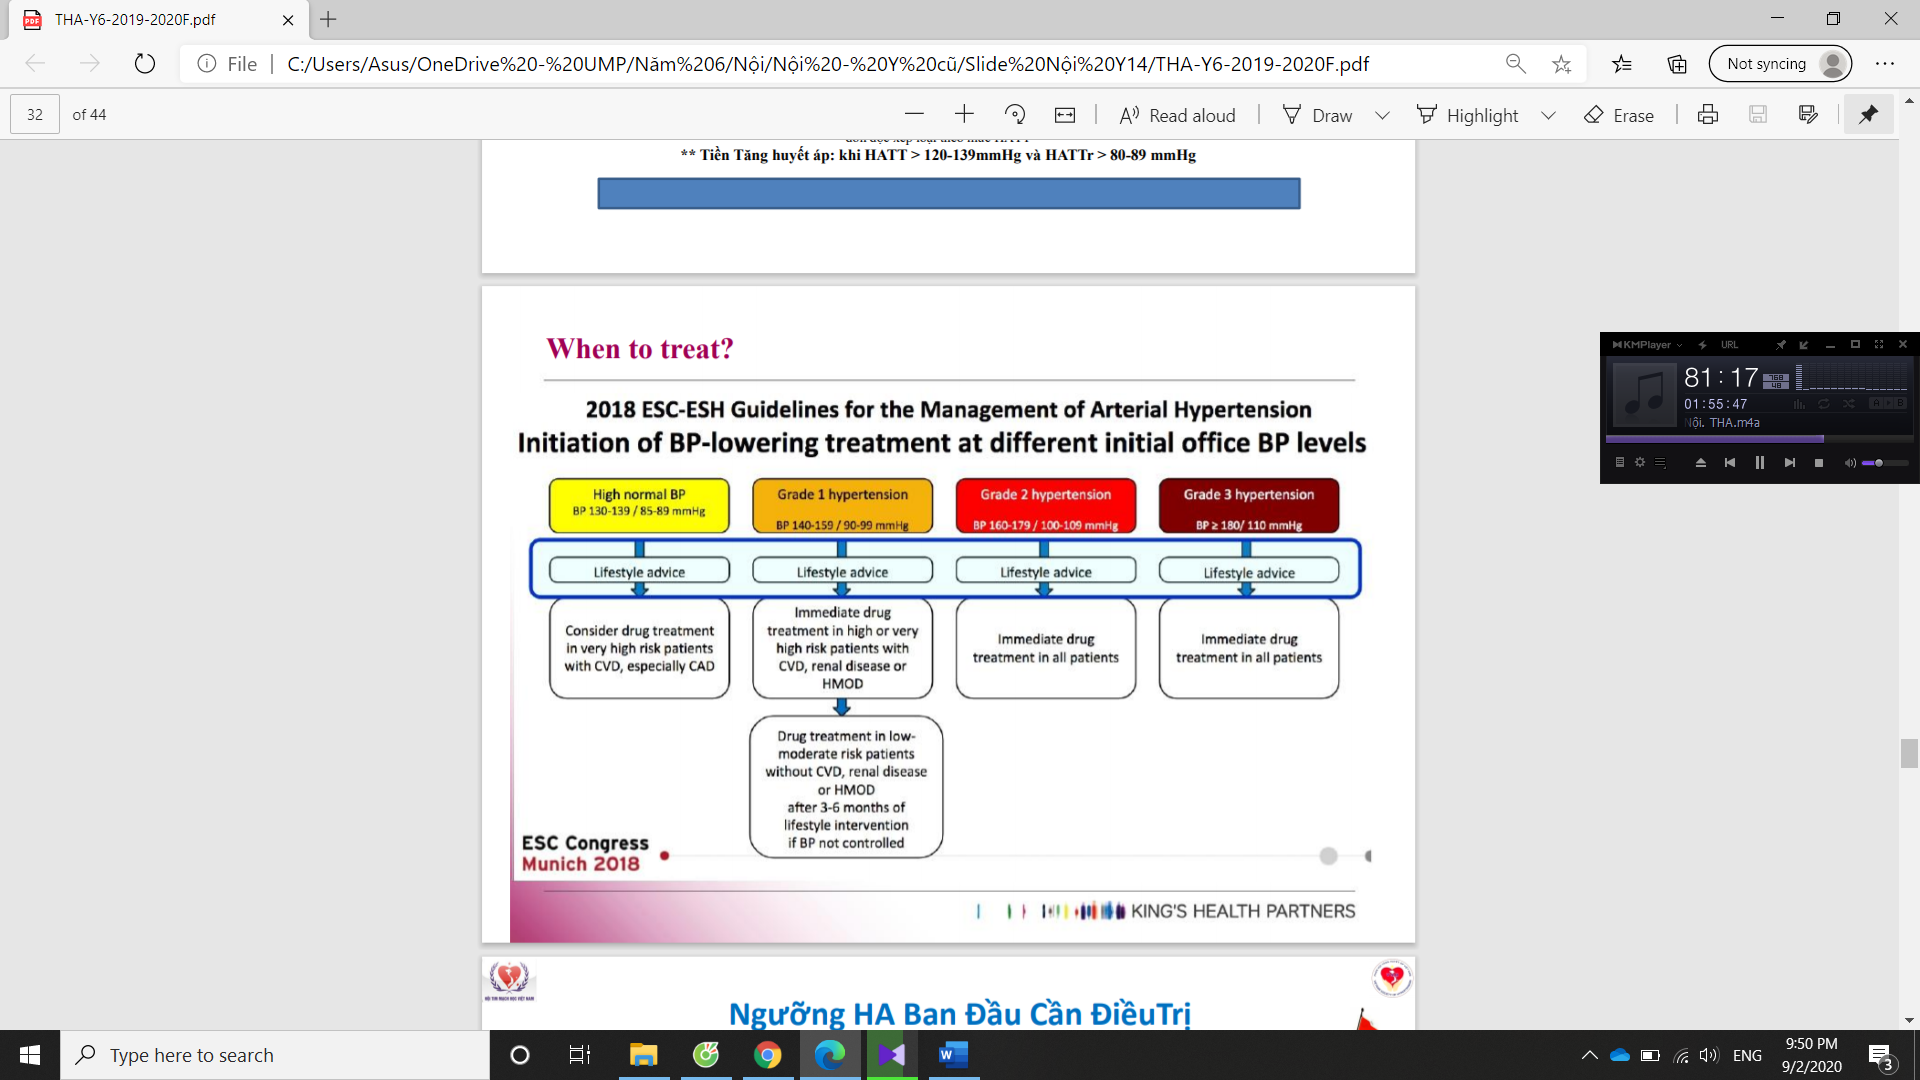 THA-Y6-2019-2020F.pdf
File
C:/Users/Asus/OneDrive%20-%20UMP/Năm%206/Nội/Nội%20-%20Y%20cũ/Slide%20Nội%20Y14/THA-Y6-2019-2020F.pdf
Not syncing
32 of 44
Read aloud
Draw
Highlight
Erase
** Tiền Tăng huyết áp: khi HATT > 120-139mmHg và HATTr > 80-89 mmHg
When to treat?
2018 ESC-ESH Guidelines for the Management of Arterial Hypertension
Initiation of BP-lowering treatment at different initial office BP levels
High normal BP
BP 130-139 / 85-89 mmHg
Lifestyle advice
Consider drug treatment
in very high risk patients
with CVD, especially CAD
Grade 1 hypertension
BP 140-159 / 90-99 mmHg
Lifestyle advice
Immediate drug
treatment in high or very
high risk patients with
CVD, renal disease or
HMOD
Drug treatment in low-
moderate risk patients
without CVD, renal disease
or HMOD
after 3-6 months of
lifestyle intervention
if BP not controlled
Grade 2 hypertension
BP 160-179 / 100-109 mmHg
Lifestyle advice
Immediate drug
treatment in all patients
Grade 3 hypertension
BP ≥ 180/ 110 mmHg
Lifestyle advice
Immediate drug
treatment in all patients
ESC Congress
Munich 2018
KING'S HEALTH PARTNERS
Ngưỡng HA Ban Đầu Cần ĐiềuTrị
KMPlayer
URL
81:17
01:55:47
Nội. THA.m4a
Type here to search
ENG
9:50 PM
9/2/2020
3